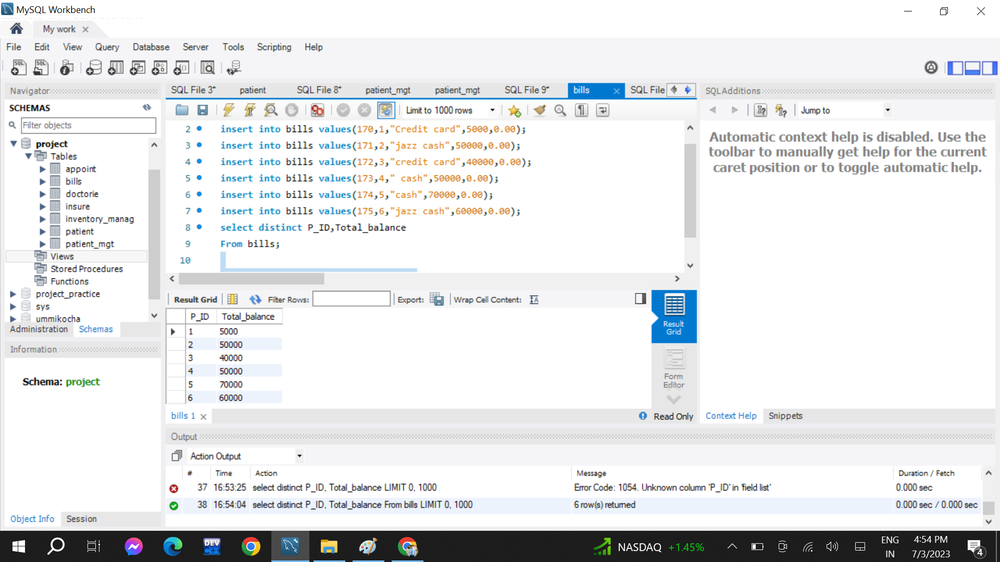 MySQL Workbench
My work
File Edit View Query Database Server Tools Scripting Help
Navigator
SCHEMAS
Filter objects
project
Tables
appoint
bills
doctorie
insure
inventory_manag
patient
patient_mgt
Views
Stored Procedures
Functions
project_practice
sys
ummikocha
Administration Schemas
Information
Schema: project
Object Info Session
SQL File 3* patient SQL File 8* patient_mgt patient_mgt SQL File 9* bills SQL File
Limit to 1000 rows
2 insert into bills values(170,1,"Credit card",5000,0.00);
3 insert into bills values(171,2,"jazz cash",50000,0.00);
4 insert into bills values(172,3,"credit card",40000,0.00);
5 insert into bills values(173,4," cash",50000,0.00);
6 insert into bills values(174,5,"cash",70000,0.00);
7 insert into bills values(175,6,"jazz cash",60000,0.00);
8 select distinct P_ID,Total_balance
9 From bills;
10
Result Grid Filter Rows: Export: Wrap Cell Content:
P_ID Total_balance
1 5000
2 50000
3 40000
4 50000
5 70000
6 60000
Result Grid
Form Editor
bills 1
Read Only
SQLAdditions
Jump to
Automatic context help is disabled. Use the
toolbar to manually get help for the current
caret position or to toggle automatic help.
Context Help Snippets
Output
Action Output
# Time Action Message Duration / Fetch
37 16:53:25 select distinct P_ID, Total_balance LIMIT 0, 1000 Error Code: 1054. Unknown column 'P_ID' in 'field list' 0.000 sec
38 16:54:04 select distinct P_ID, Total_balance From bills LIMIT 0, 1000 6 row(s) returned 0.000 sec / 0.000 sec
DEV C++
NASDAQ +1.45%
ENG
IN
4:54 PM
7/3/2023
4